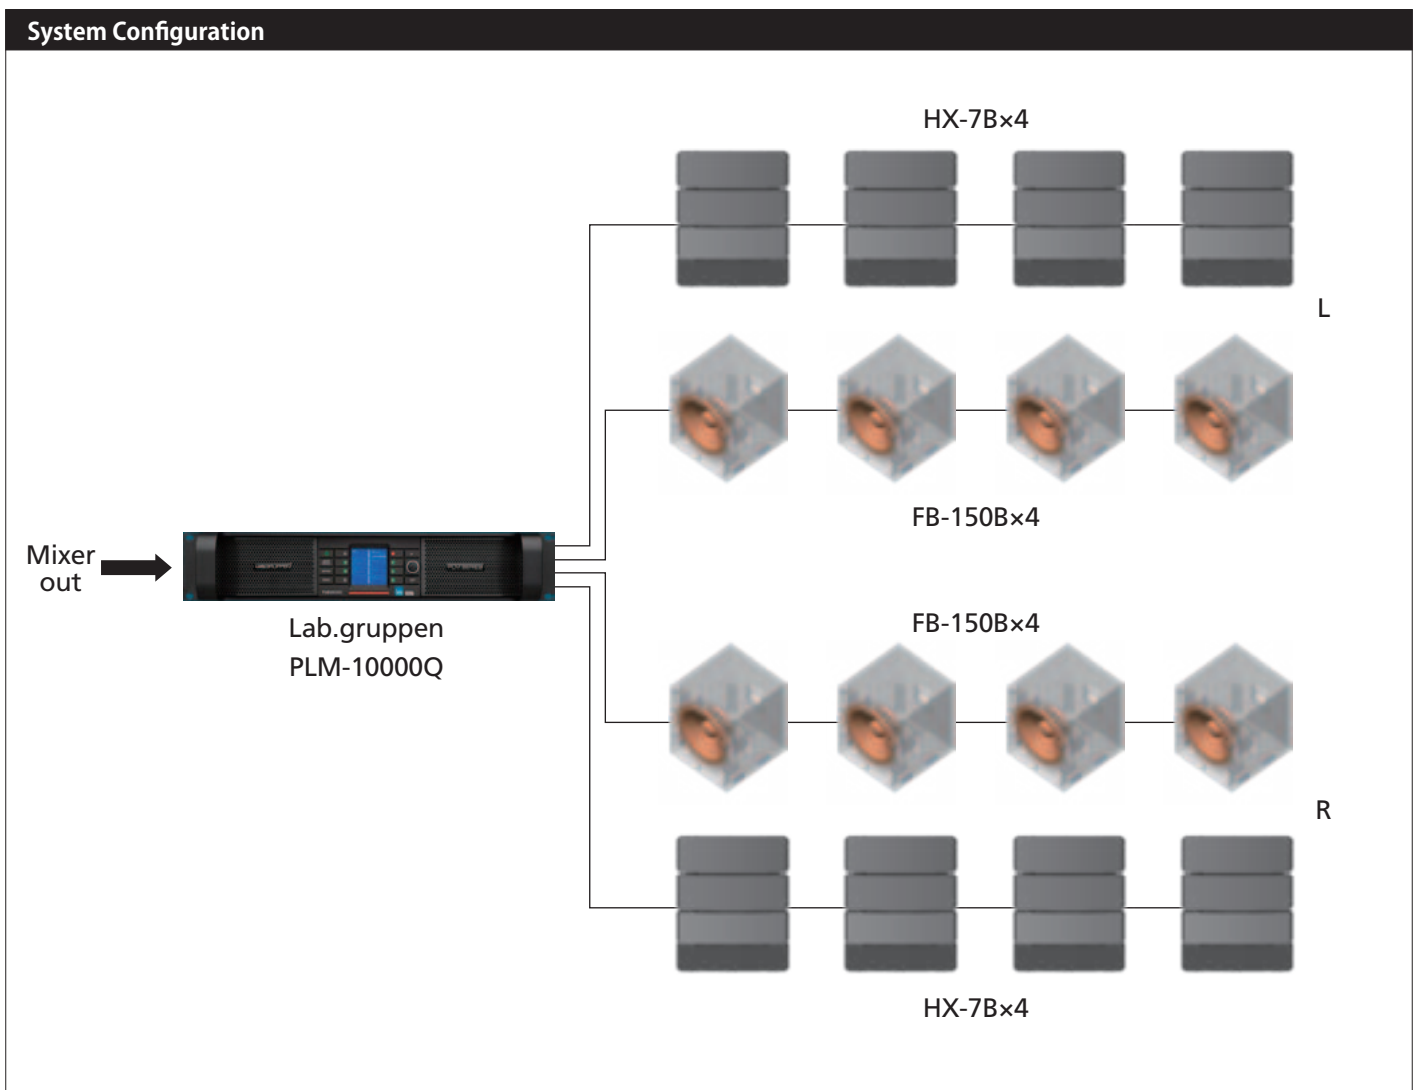 System Configuration
HX-7B×4
L
FB-150B×4
Mixer
out
Lab.gruppen
PLM-10000Q
FB-150B×4
R
HX-7B×4